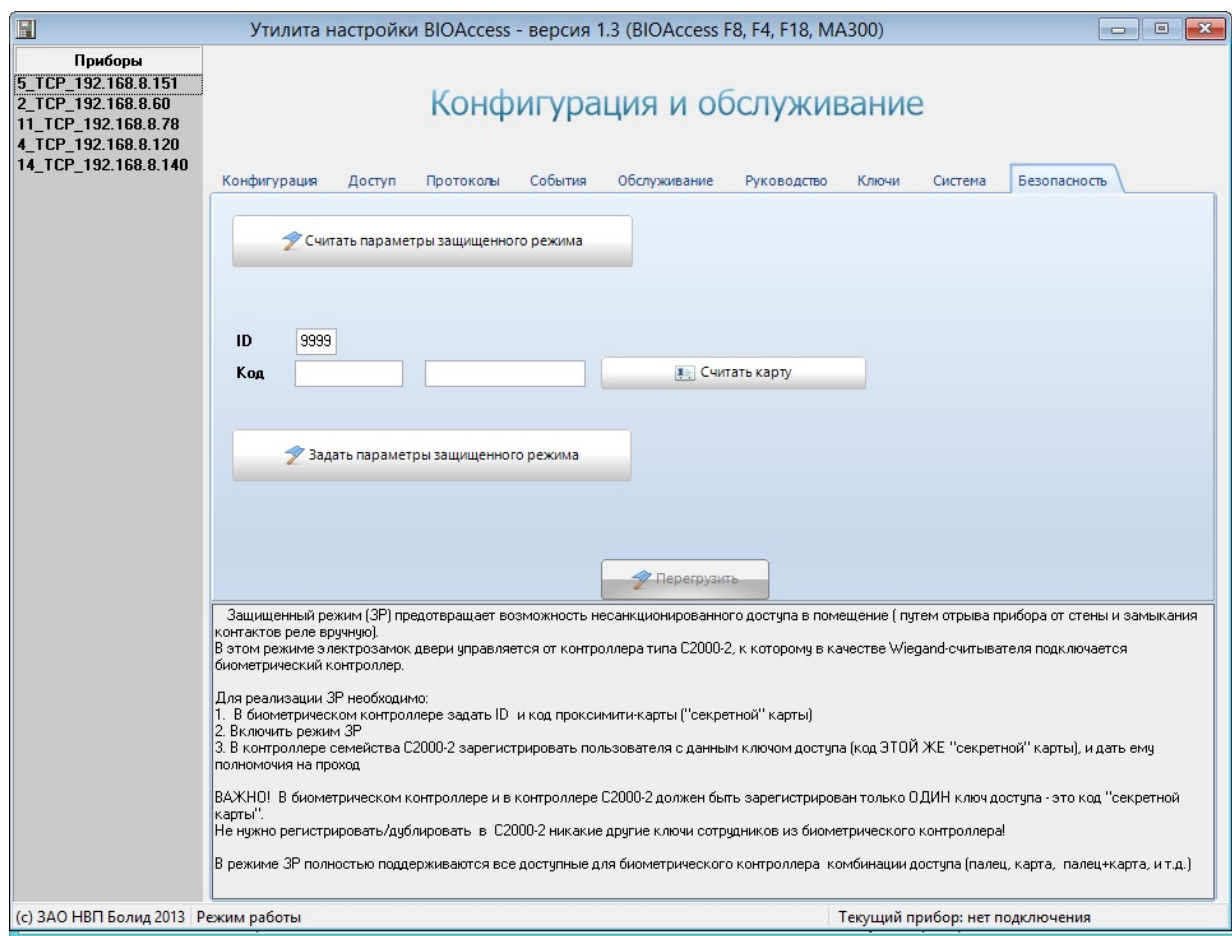 Утилита настройки BIOAccess - версия 1.3 (BIOAccess F8, F4, F18, MA300)
Приборы
5_TCP_192.168.8.151
2_TCP_192.168.8.60
11_TCP_192.168.8.78
4_TCP_192.168.8.120
14_TCP_192.168.8.140
Конфигурация и обслуживание
Конфигурация Доступ Протоколы События Обслуживание Руководство Ключи Система Безопасность
Считать параметры защищенного режима
ID 9999
Код Считать карту
Задать параметры защищенного режима
Перегрузить
Защищенный режим (ЗР) предотвращает возможность несанкционированного доступа в помещение ( путем отрыва прибора от стены и замыкания
контактов реле вручную).
В этом режиме электрозамок двери управляется от контроллера типа С2000-2, к которому в качестве Wiegand-считывателя подключается
биометрический контроллер.
Для реализации ЗР необходимо:
1. В биометрическом контроллере задать ID и код проксимити-карты ("секретной" карты)
2. Включить режим ЗР
3. В контроллере семейства С2000-2 зарегистрировать пользователя с данным ключом доступа (код ЭТОЙ ЖЕ "секретной" карты), и дать ему
полномочия на проход
ВАЖНО! В биометрическом контроллере и в контроллере С2000-2 должен быть зарегистрирован только ОДИН ключ доступа - это код "секретной
карты".
Не нужно регистрировать/дублировать в С2000-2 никакие другие ключи сотрудников из биометрического контроллера!
В режиме ЗР полностью поддерживаются все доступные для биометрического контроллера комбинации доступа (палец, карта, палец+карта, и т.д.)
(c) ЗАО НВП Болид 2013 Режим работы Текущий прибор: нет подключения